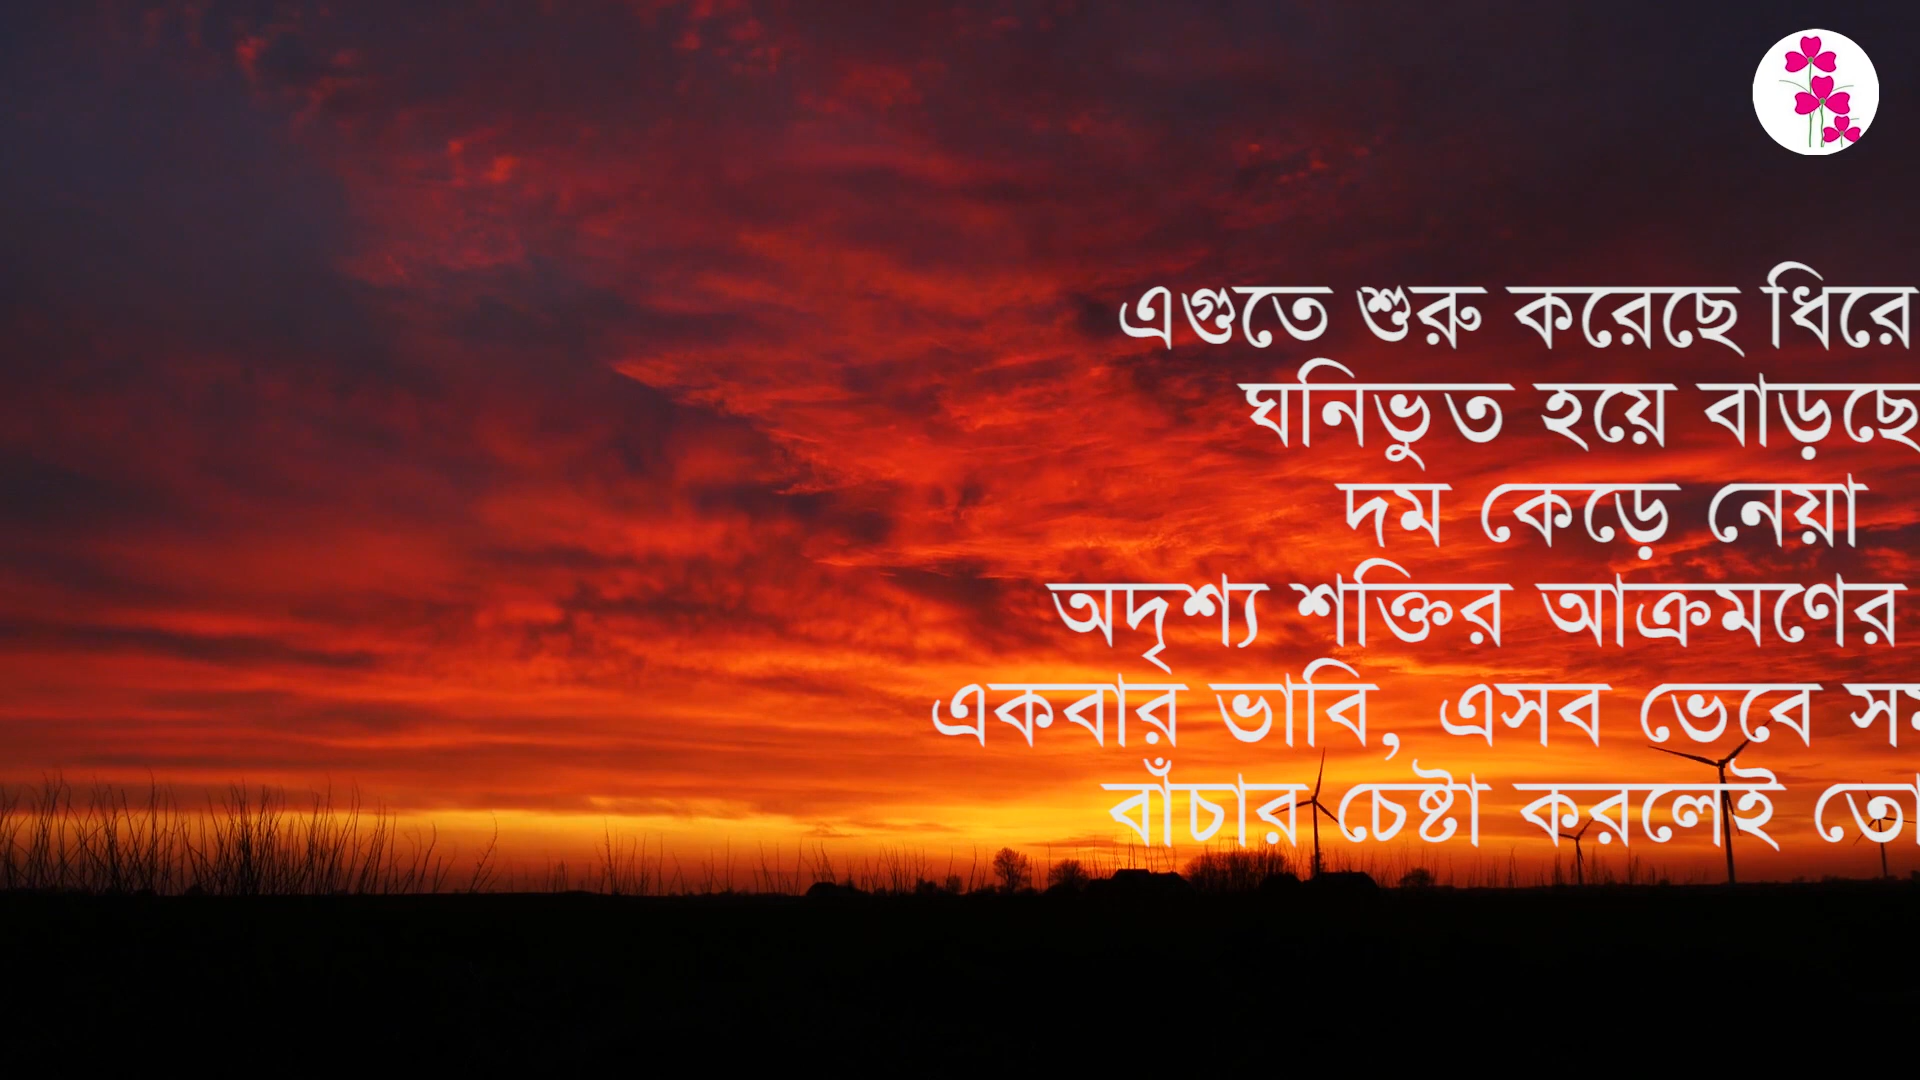 এগুতে শুরু করেছে ধিরে
ঘনিভুত হয়ে বাড়ছে
দম কেড়ে নেয়া
অদৃশ্য শক্তির আক্রমণের
একবার ভাবি, এসব ভেবে
বাঁচার চেষ্টা করলেই তো